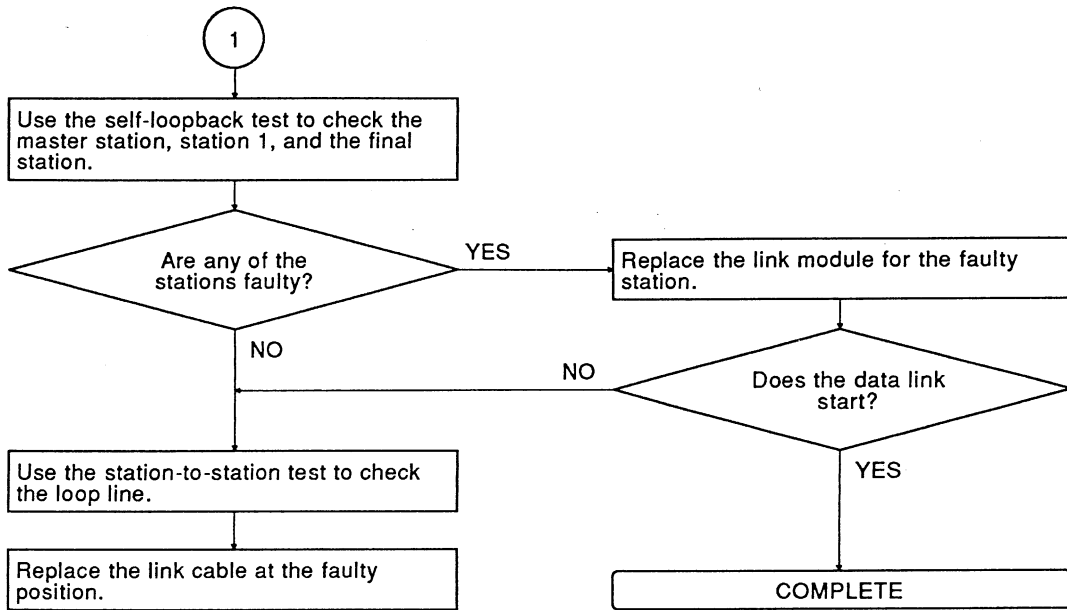 1
Use the self-loopback test to check the
master station, station 1, and the final
station.
Are any of the
stations faulty?
YES
Replace the link module for the faulty
station.
NO
NO
Does the data link
start?
Use the station-to-station test to check
the loop line.
YES
Replace the link cable at the faulty
position.
COMPLETE